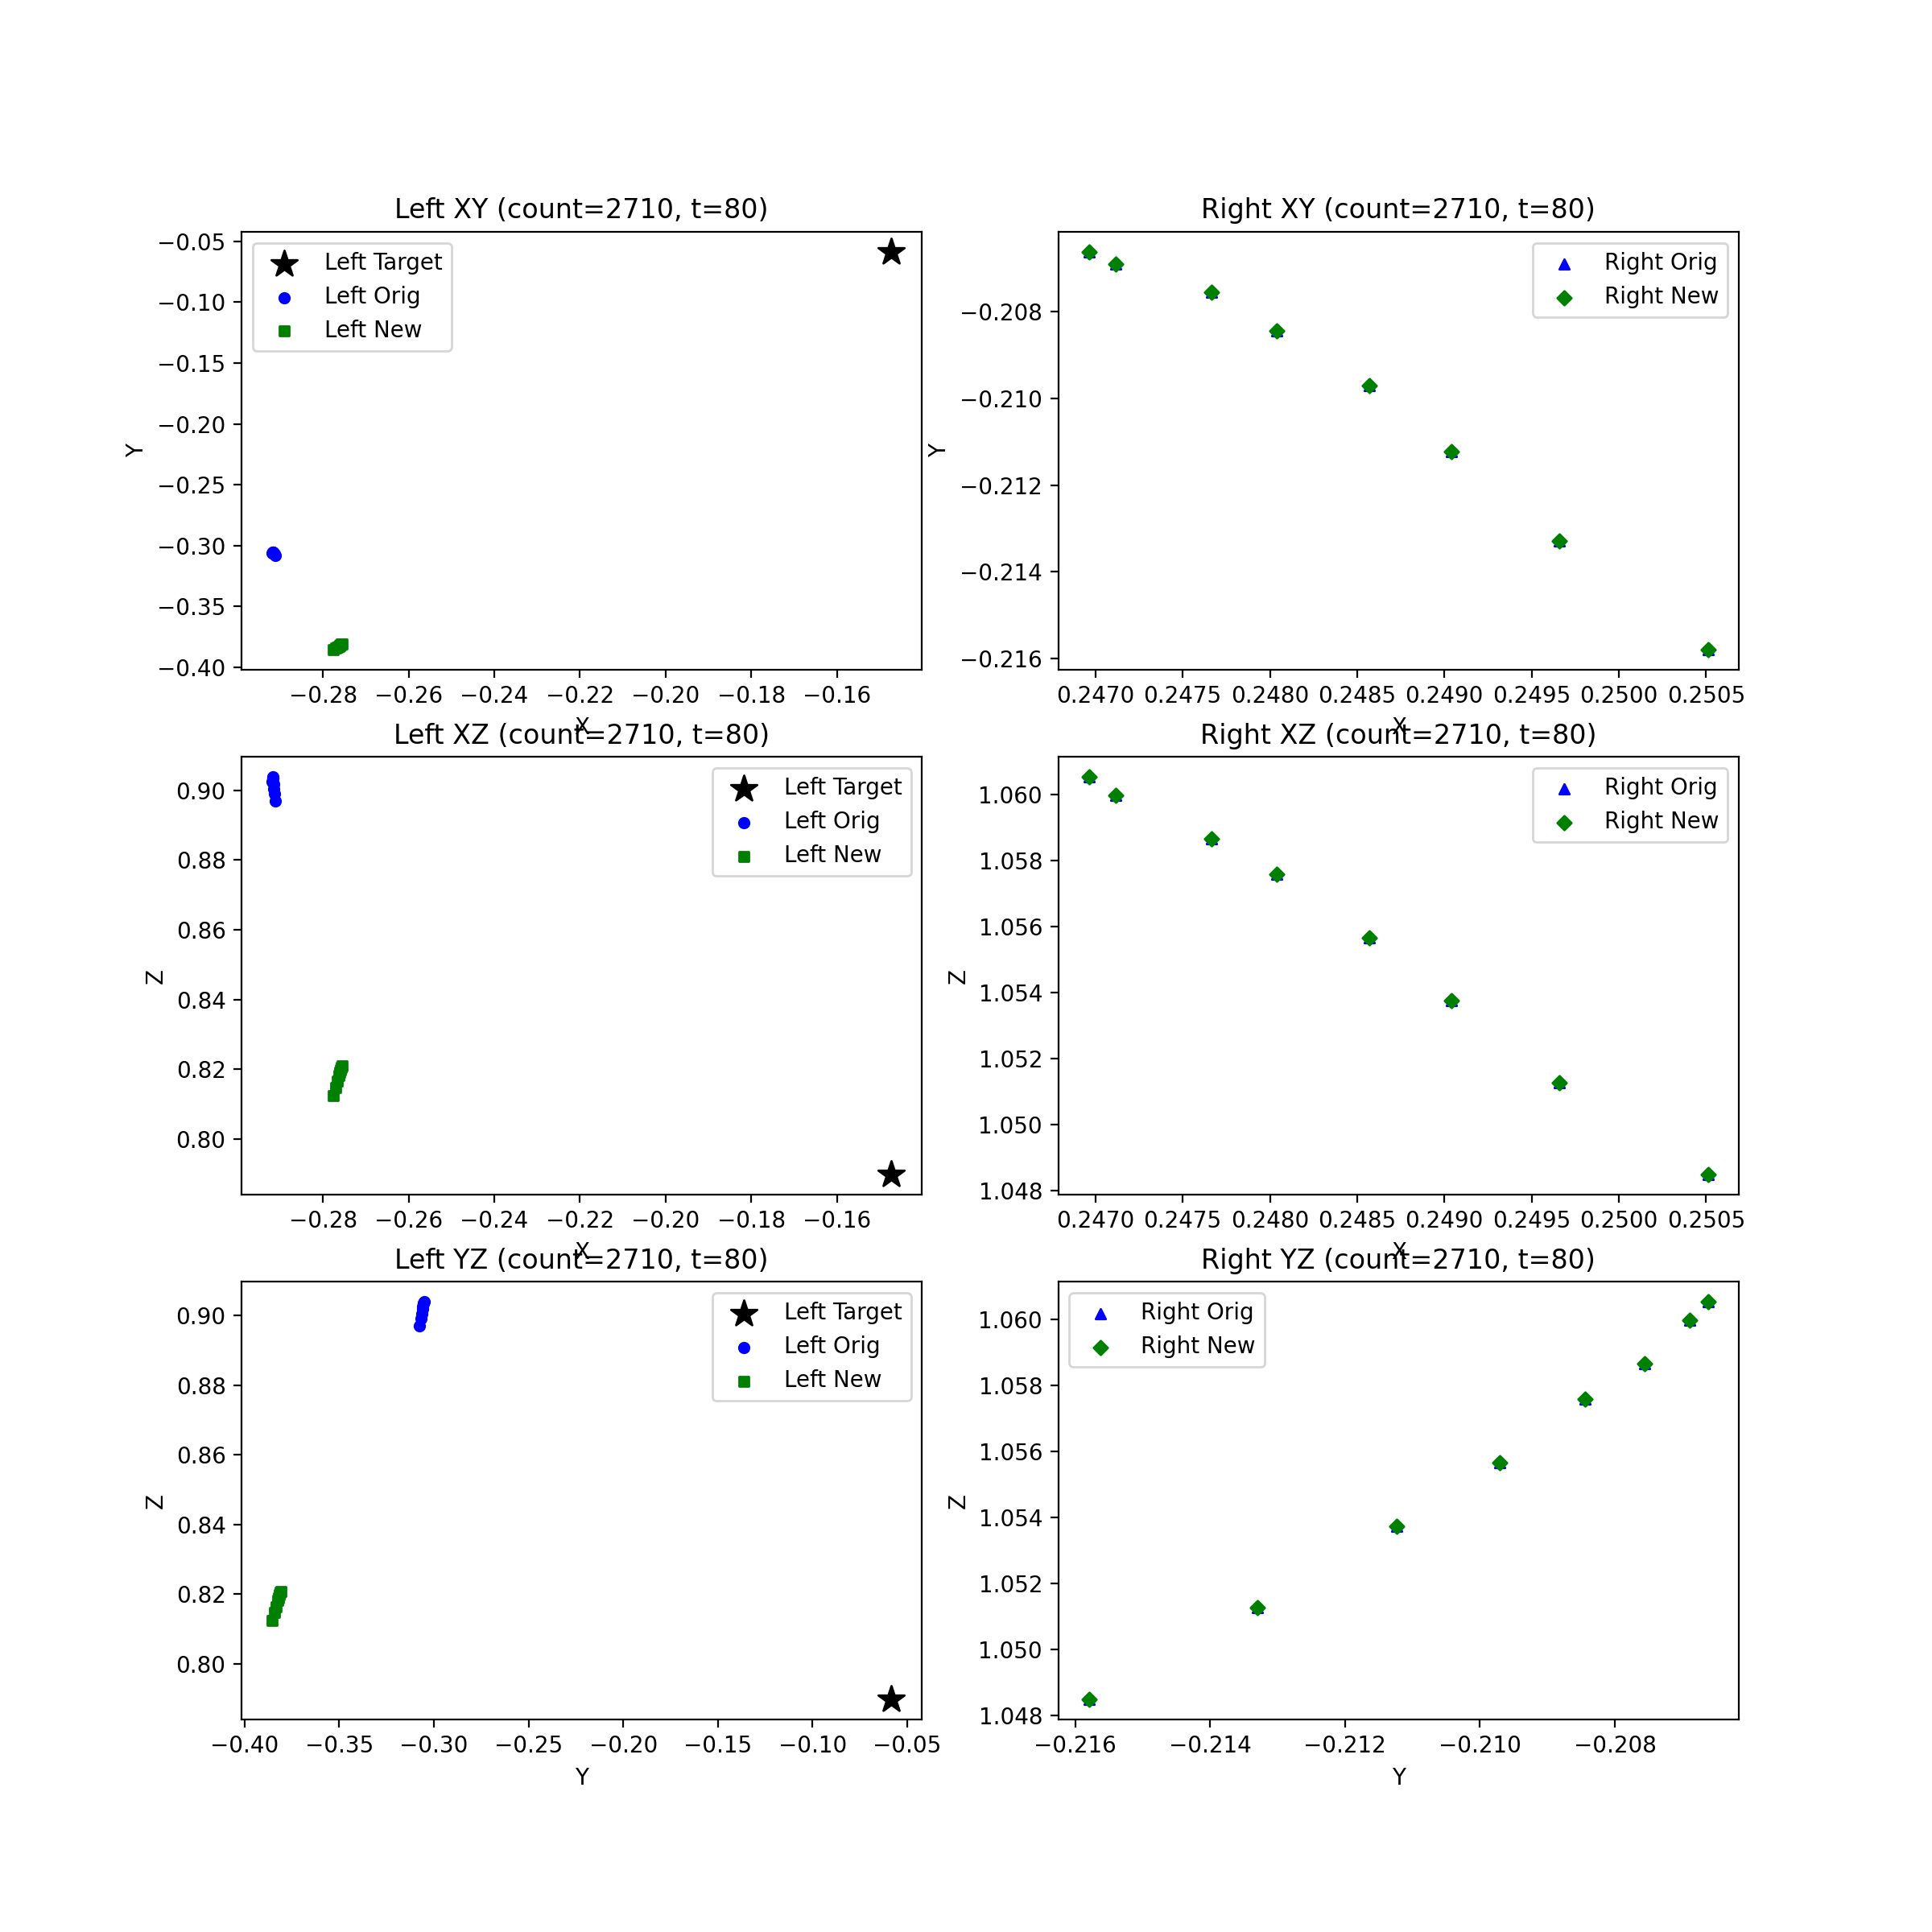 Left XY (count=2710, t=80)
Left Target
Left Orig
Left New
−0.05
−0.10
−0.15
−0.20
−0.25
−0.30
−0.35
−0.40
Y
−0.28 −0.26 −0.24 −0.22 −0.20 −0.18 −0.16
X
Right XY (count=2710, t=80)
Right Orig
Right New
−0.208
−0.210
−0.212
−0.214
−0.216
Y
0.2470 0.2475 0.2480 0.2485 0.2490 0.2495 0.2500 0.2505
X
Left XZ (count=2710, t=80)
Left Target
Left Orig
Left New
0.90
0.88
0.86
0.84
0.82
0.80
Z
−0.28 −0.26 −0.24 −0.22 −0.20 −0.18 −0.16
X
Right XZ (count=2710, t=80)
Right Orig
Right New
1.060
1.058
1.056
1.054
1.052
1.050
1.048
Z
0.2470 0.2475 0.2480 0.2485 0.2490 0.2495 0.2500 0.2505
X
Left YZ (count=2710, t=80)
Left Target
Left Orig
Left New
0.90
0.88
0.86
0.84
0.82
0.80
Z
−0.40 −0.35 −0.30 −0.25 −0.20 −0.15 −0.10 −0.05
Y
Right YZ (count=2710, t=80)
Right Orig
Right New
1.060
1.058
1.056
1.054
1.052
1.050
1.048
Z
−0.216 −0.214 −0.212 −0.210 −0.208
Y